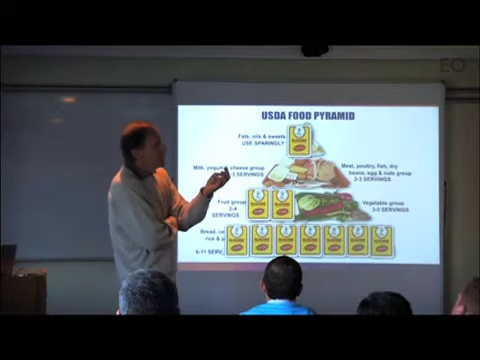 EO
USDA FOOD PYRAMID
Fats, oils & sweets
USE SPARINGLY
Milk, yogurt & cheese group
SERVINGS
Meat, poultry, fish, dry
beans, egg & nuts group
2-3 SERVINGS
Fruit group
2-4
SERVINGS
Vegetable group
3-5 SERVINGS
Bread,
rice &
6-11 SERV